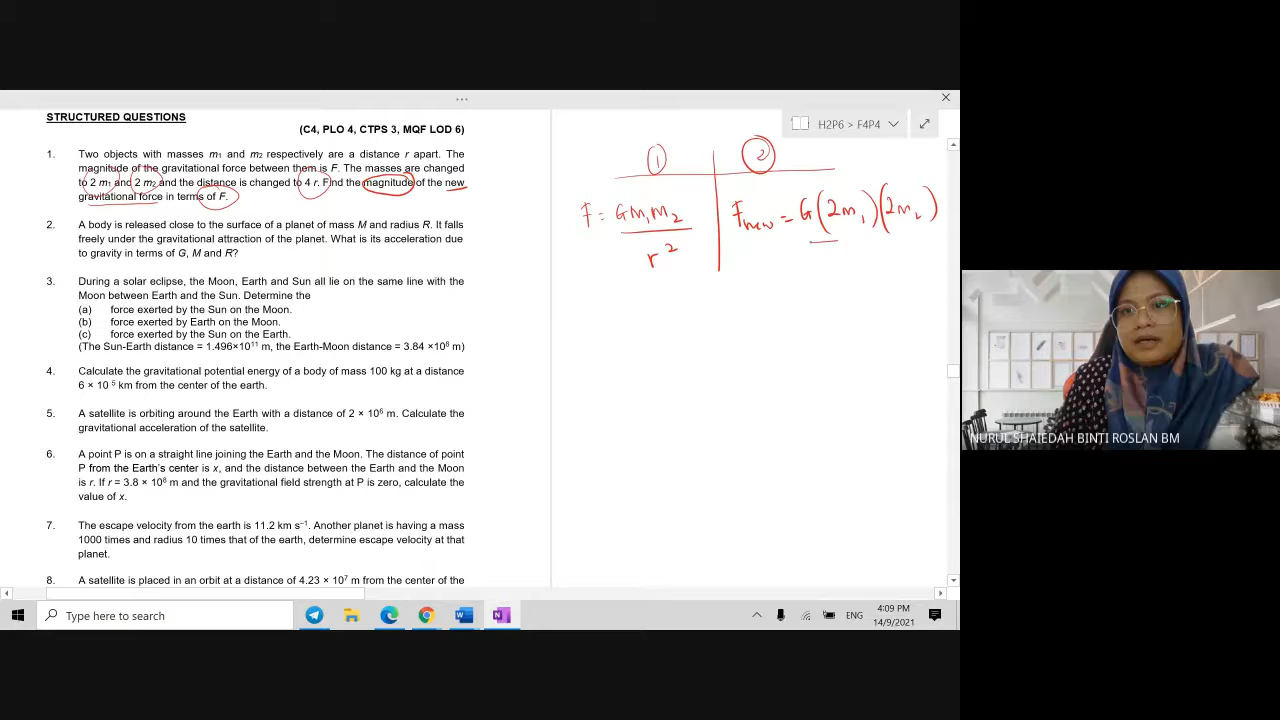 STRUCTURED QUESTIONS
(C4, PLO 4, CTPS 3, MQF LOD 6)
1. Two objects with masses m1 and m2 respectively are a distance r apart. The
magnitude of the gravitational force between them is F. The masses are changed
to 2 m1 and 2 m2 and the distance is changed to 4 r. Find the magnitude of the new
gravitational force in terms of F.
2. A body is released close to the surface of a planet of mass M and radius R. It falls
freely under the gravitational attraction of the planet. What is its acceleration due
to gravity in terms of G, M and R?
3. During a solar eclipse, the Moon, Earth and Sun all lie on the same line with the
Moon between Earth and the Sun. Determine the
(a) force exerted by the Sun on the Moon.
(b) force exerted by Earth on the Moon.
(c) force exerted by the Sun on the Earth.
(The Sun-Earth distance = 1.496×10¹¹ m, the Earth-Moon distance = 3.84 ×10⁸ m)
4. Calculate the gravitational potential energy of a body of mass 100 kg at a distance
6 × 10 ⁵ km from the center of the earth.
5. A satellite is orbiting around the Earth with a distance of 2 × 10⁶ m. Calculate the
gravitational acceleration of the satellite.
6. A point P is on a straight line joining the Earth and the Moon. The distance of point
P from the Earth's center is x, and the distance between the Earth and the Moon
is r. If r = 3.8 × 10⁸ m and the gravitational field strength at P is zero, calculate the
value of x.
7. The escape velocity from the earth is 11.2 km s⁻¹. Another planet is having a mass
1000 times and radius 10 times that of the earth, determine escape velocity at that
planet.
8. A satellite is placed in an orbit at a distance of 4.23 × 10⁷ m from the center of the
H2P6 > F4P4
1 2
F = Gm1m2 Fnew = G(2m1)(2m2)
r²
NURUL SHAIEDAH BINTI ROSLAN BM
Type here to search
ENG
4:09 PM
14/9/2021